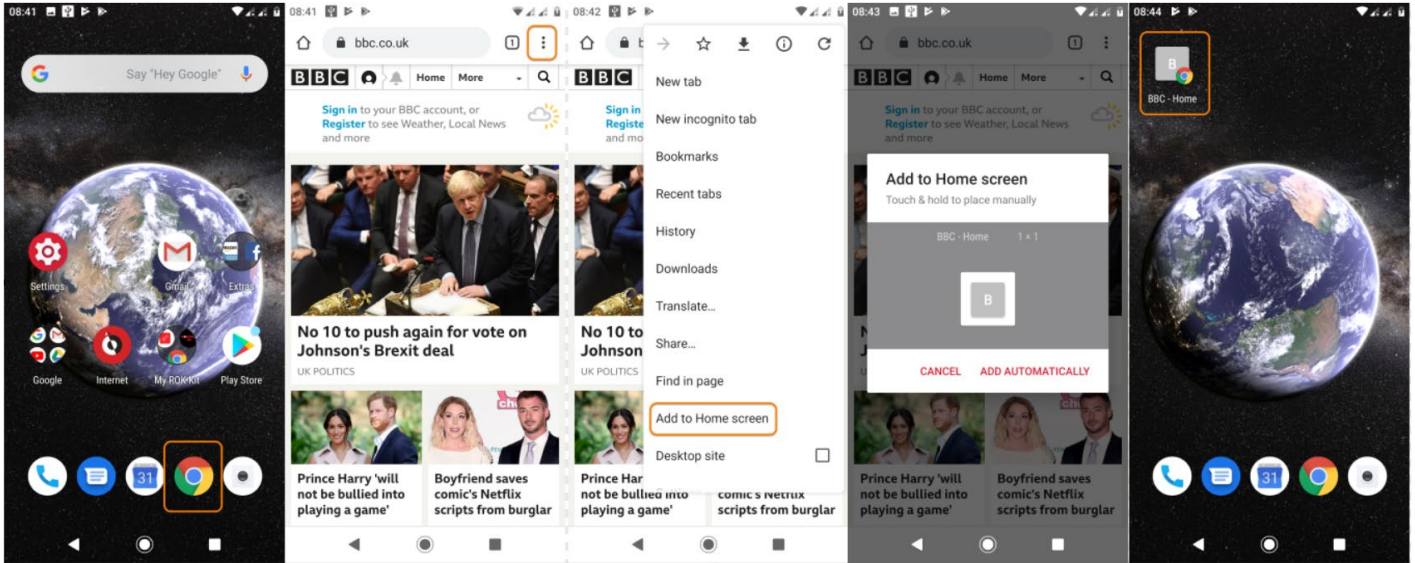 08:41
Say "Hey Google"
Settings
Gmail
Extras
Google
Internet
My ROK-Kit
Play Store
31
08:41
bbc.co.uk
1
BBC
Home
More
Sign in to your BBC account, or
Register to see Weather, Local News
and more
No 10 to push again for vote on
Johnson's Brexit deal
UK POLITICS
Prince Harry 'will
not be bullied into
playing a game'
Boyfriend saves
comic's Netflix
scripts from burglar
08:42
BBC
Sign in
Registe
and mo
No 10 to
Johnson
UK POLITICS
Prince Har
not be bullied into
playing a game'
comic's Netflix
scripts from burglar
New tab
New incognito tab
Bookmarks
Recent tabs
History
Downloads
Translate...
Share...
Find in page
Add to Home screen
Desktop site
08:43
bbc.co.uk
1
BBC
Home
More
Sign in to your BBC account, or
Register to see Weather, Local News
and more
Add to Home screen
Touch & hold to place manually
BBC - Home
1 × 1
B
CANCEL
ADD AUTOMATICALLY
Prince Harry 'will
not be bullied into
playing a game'
Boyfriend saves
comic's Netflix
scripts from burglar
08:44
B
BBC - Home
31